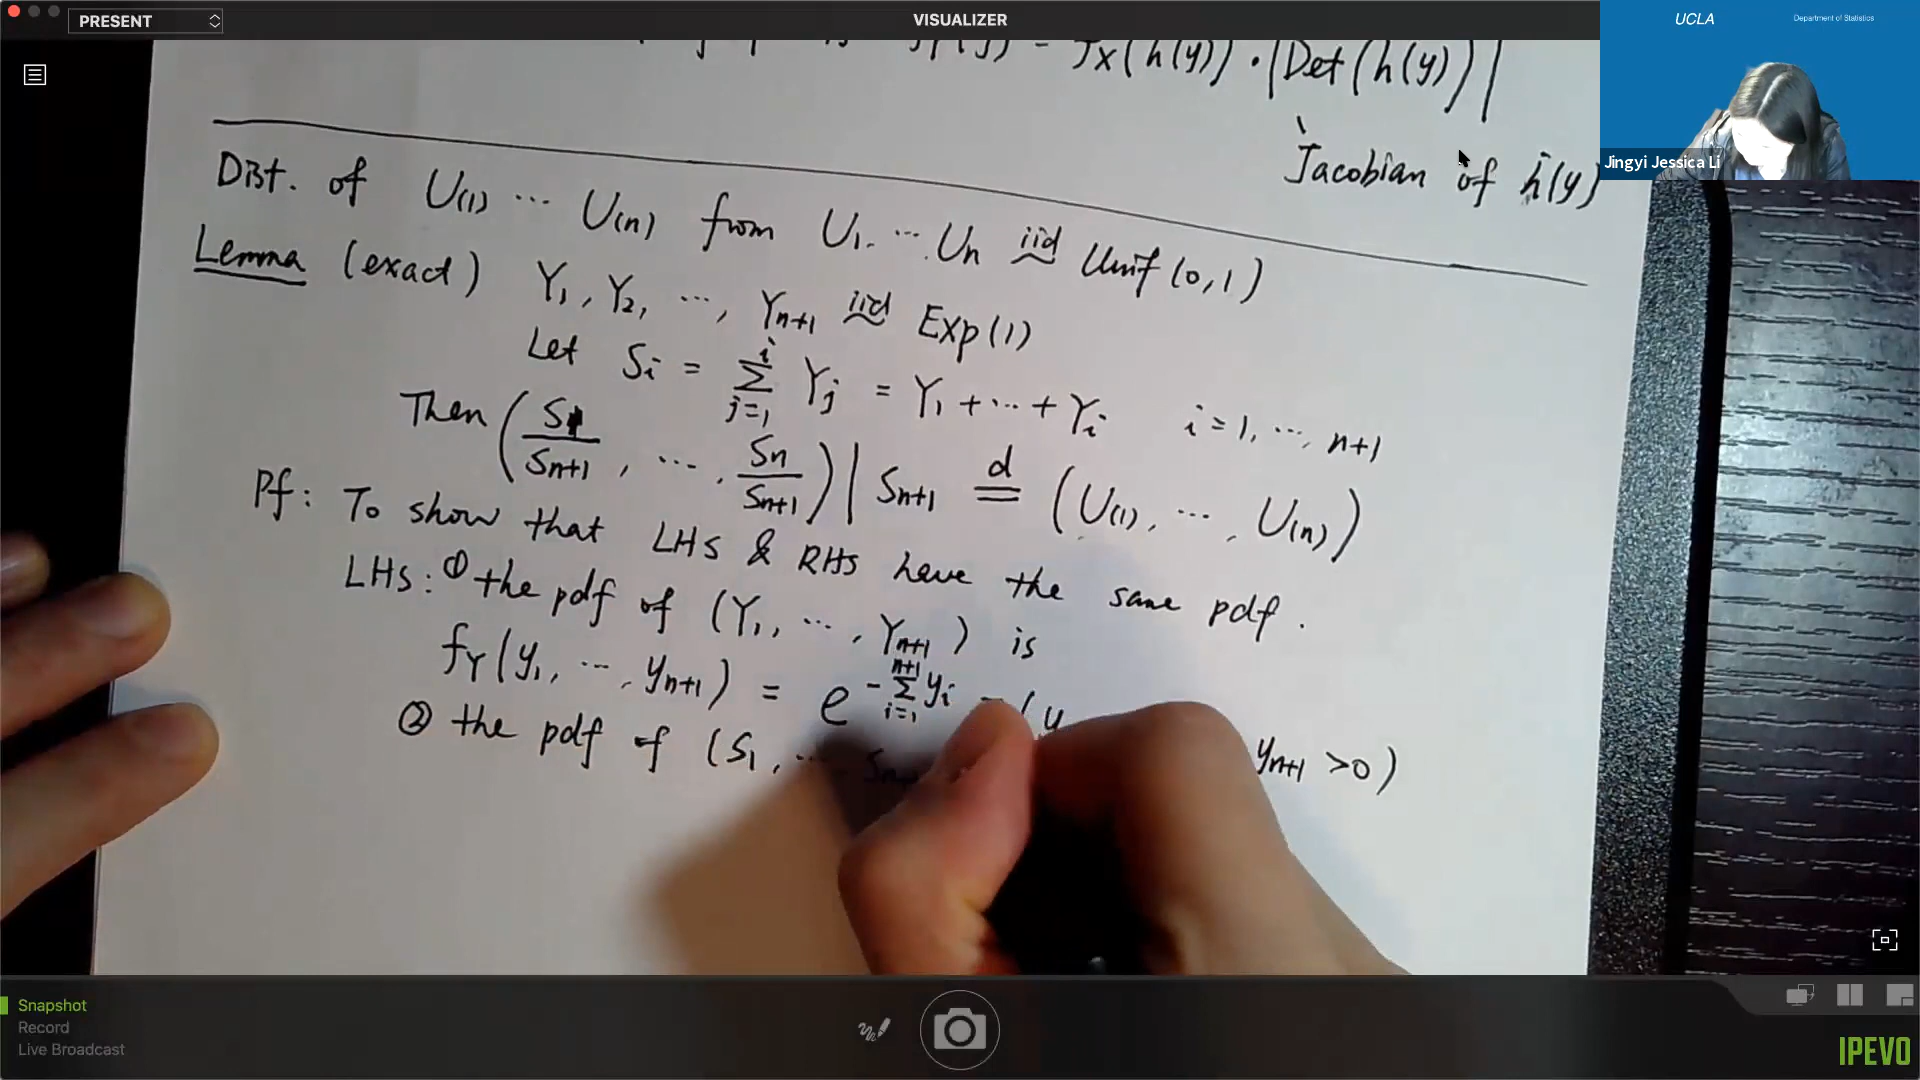 PRESENT
VISUALIZER
UCLA
Department of Statistics
Jingyi Jessica Li
fx(h(y)) · |Det(h(y))|
Jacobian of h(y)
Dist. of U(1) ... U(n) from U1 ... Un iid Unif(0,1)
Lemma (exact) Y1, Y2, ..., Yn+1 iid Exp(1)
Let Si = Σ_{j=1}^{i} Yj = Y1 + ... + Yi i = 1, ..., n+1
Then (S1/Sn+1, ..., Sn/Sn+1) | Sn+1 =d (U(1), ..., U(n))
Pf: To show that LHS & RHS have the same pdf.
LHS: ① the pdf of (Y1, ..., Yn+1) is
fY(y1, ..., yn+1) = e^{-Σ_{i=1}^{n+1} yi} yn+1 >0)
② the pdf of (S1, ...
Snapshot
Record
Live Broadcast
IPEVO